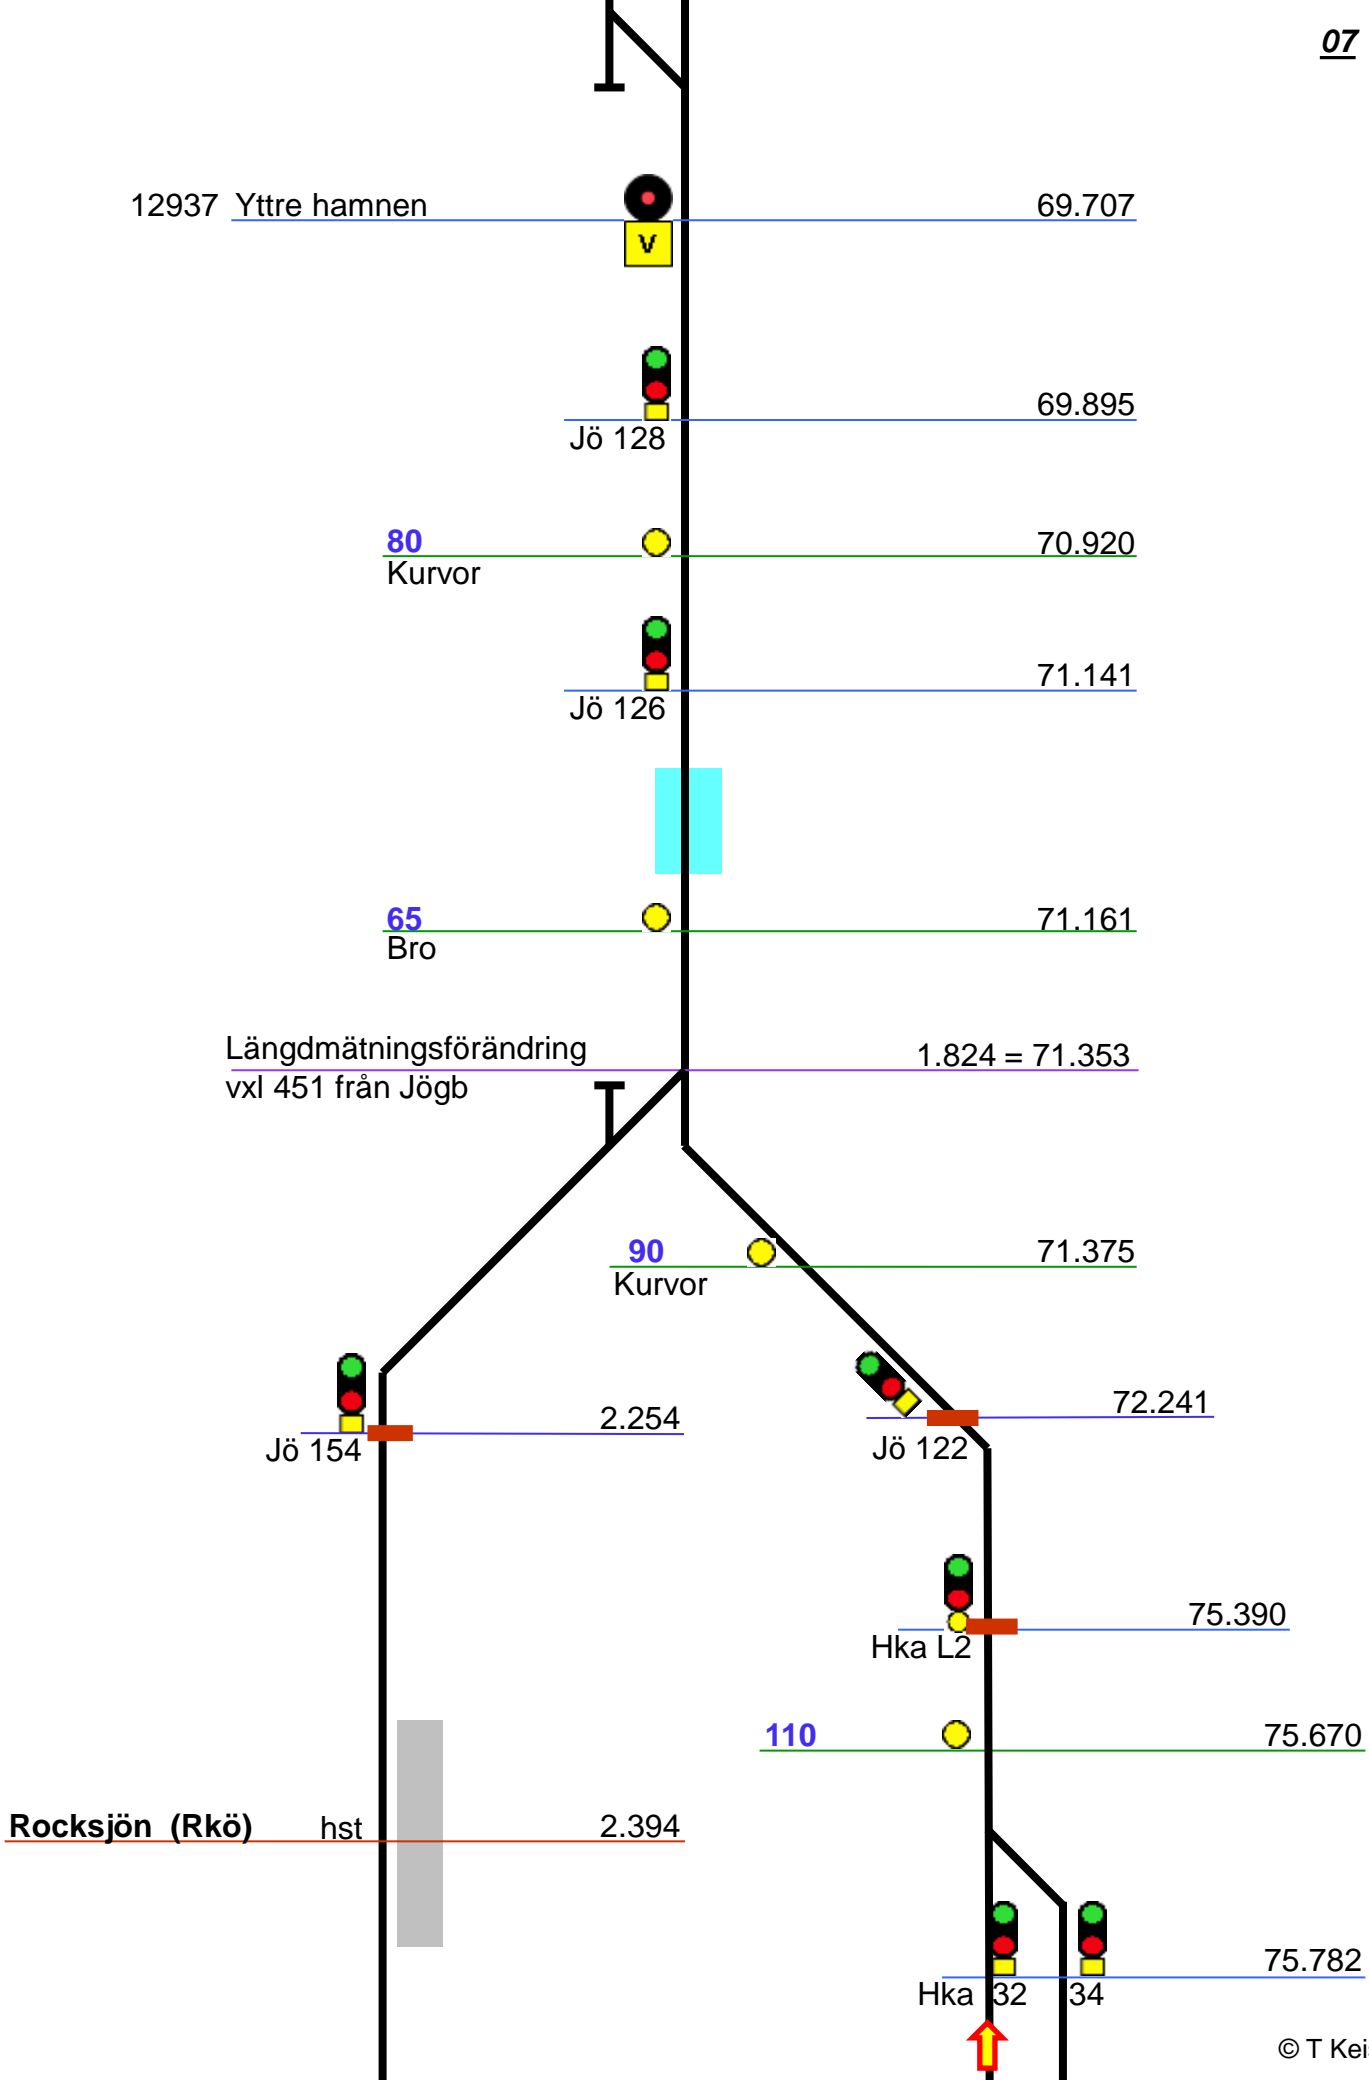 07
12937 Yttre hamnen 69.707
V
69.895
Jö 128
80 70.920
Kurvor
71.141
Jö 126
65 71.161
Bro
Längdmätningsförändring 1.824 = 71.353
vxl 451 från Jögb
90 71.375
Kurvor
2.254 72.241
Jö 154 Jö 122
75.390
Hka L2
110 75.670
Rocksjön (Rkö) hst 2.394
75.782
Hka 32 34
© T Kei